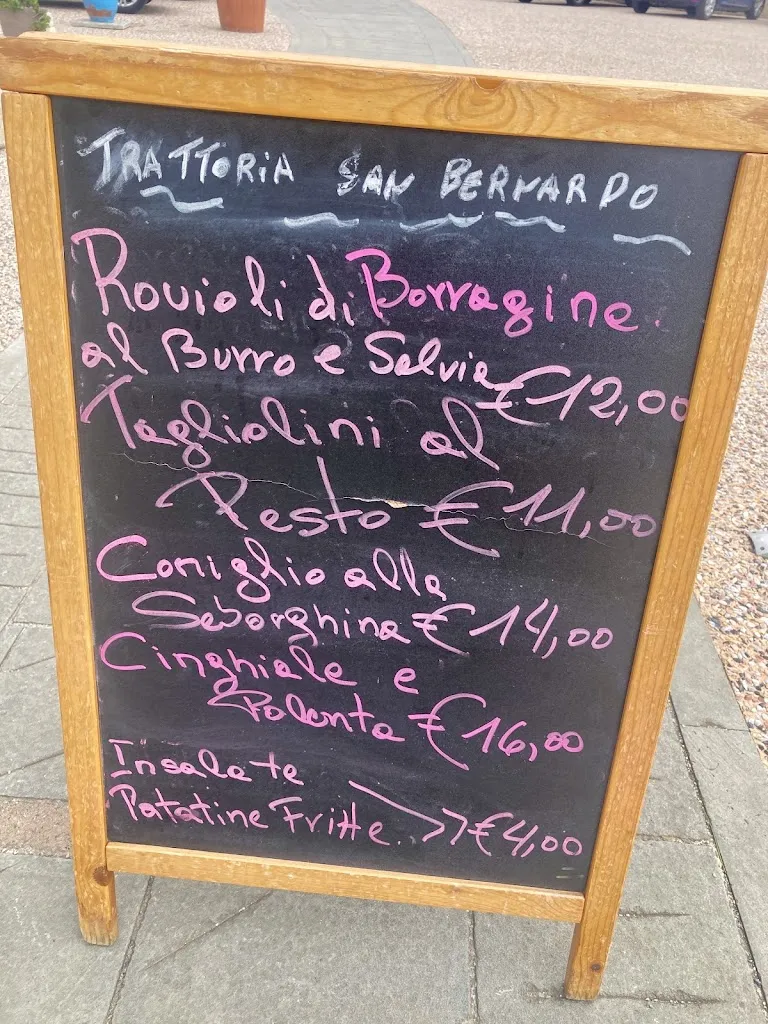 TRATTORIA SAN BERNARDO
Ravioli di Borragine.
al Burro e Salvia €12,00
Tagliolini al
Pesto €11,00
Coniglio alla
Seborghina €14,00
Cinghiale e
Polenta €16,00
Insalate
Patatine Fritte. > €4,00